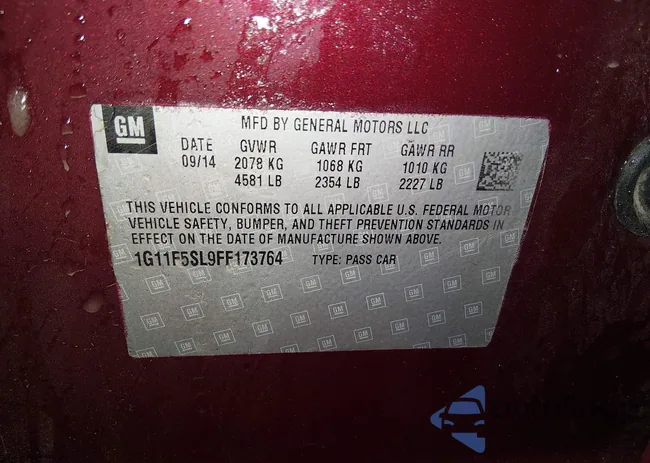 GM
MFD BY GENERAL MOTORS LLC
DATE GVWR GAWR FRT GAWR RR
09/14 2078 KG 1068 KG 1010 KG
4581 LB 2354 LB 2227 LB
THIS VEHICLE CONFORMS TO ALL APPLICABLE U.S. FEDERAL MOTOR
VEHICLE SAFETY, BUMPER, AND THEFT PREVENTION STANDARDS IN
EFFECT ON THE DATE OF MANUFACTURE SHOWN ABOVE.
1G11F5SL9FF173764 TYPE: PASS CAR